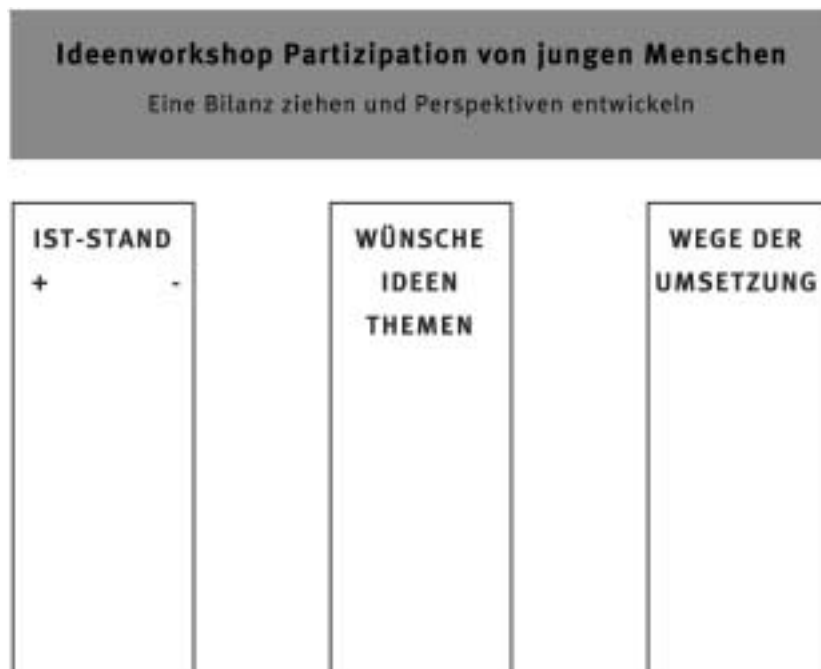 Ideenworkshop Partizipation von jungen Menschen
Eine Bilanz ziehen und Perspektiven entwickeln
IST-STAND
+ -
WÜNSCHE
IDEEN
THEMEN
WEGE DER
UMSETZUNG